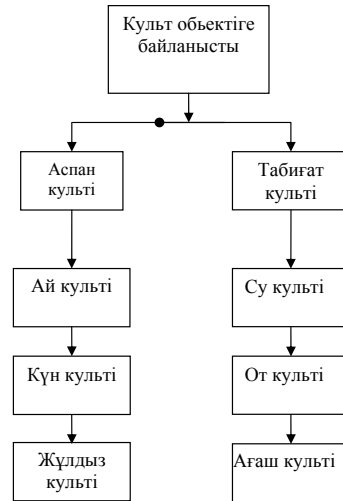 Культ обьектіге
байланысты
Аспан
культі
Табиғат
культі
Ай культі
Су культі
Күн культі
От культі
Жұлдыз
культі
Ағаш культі